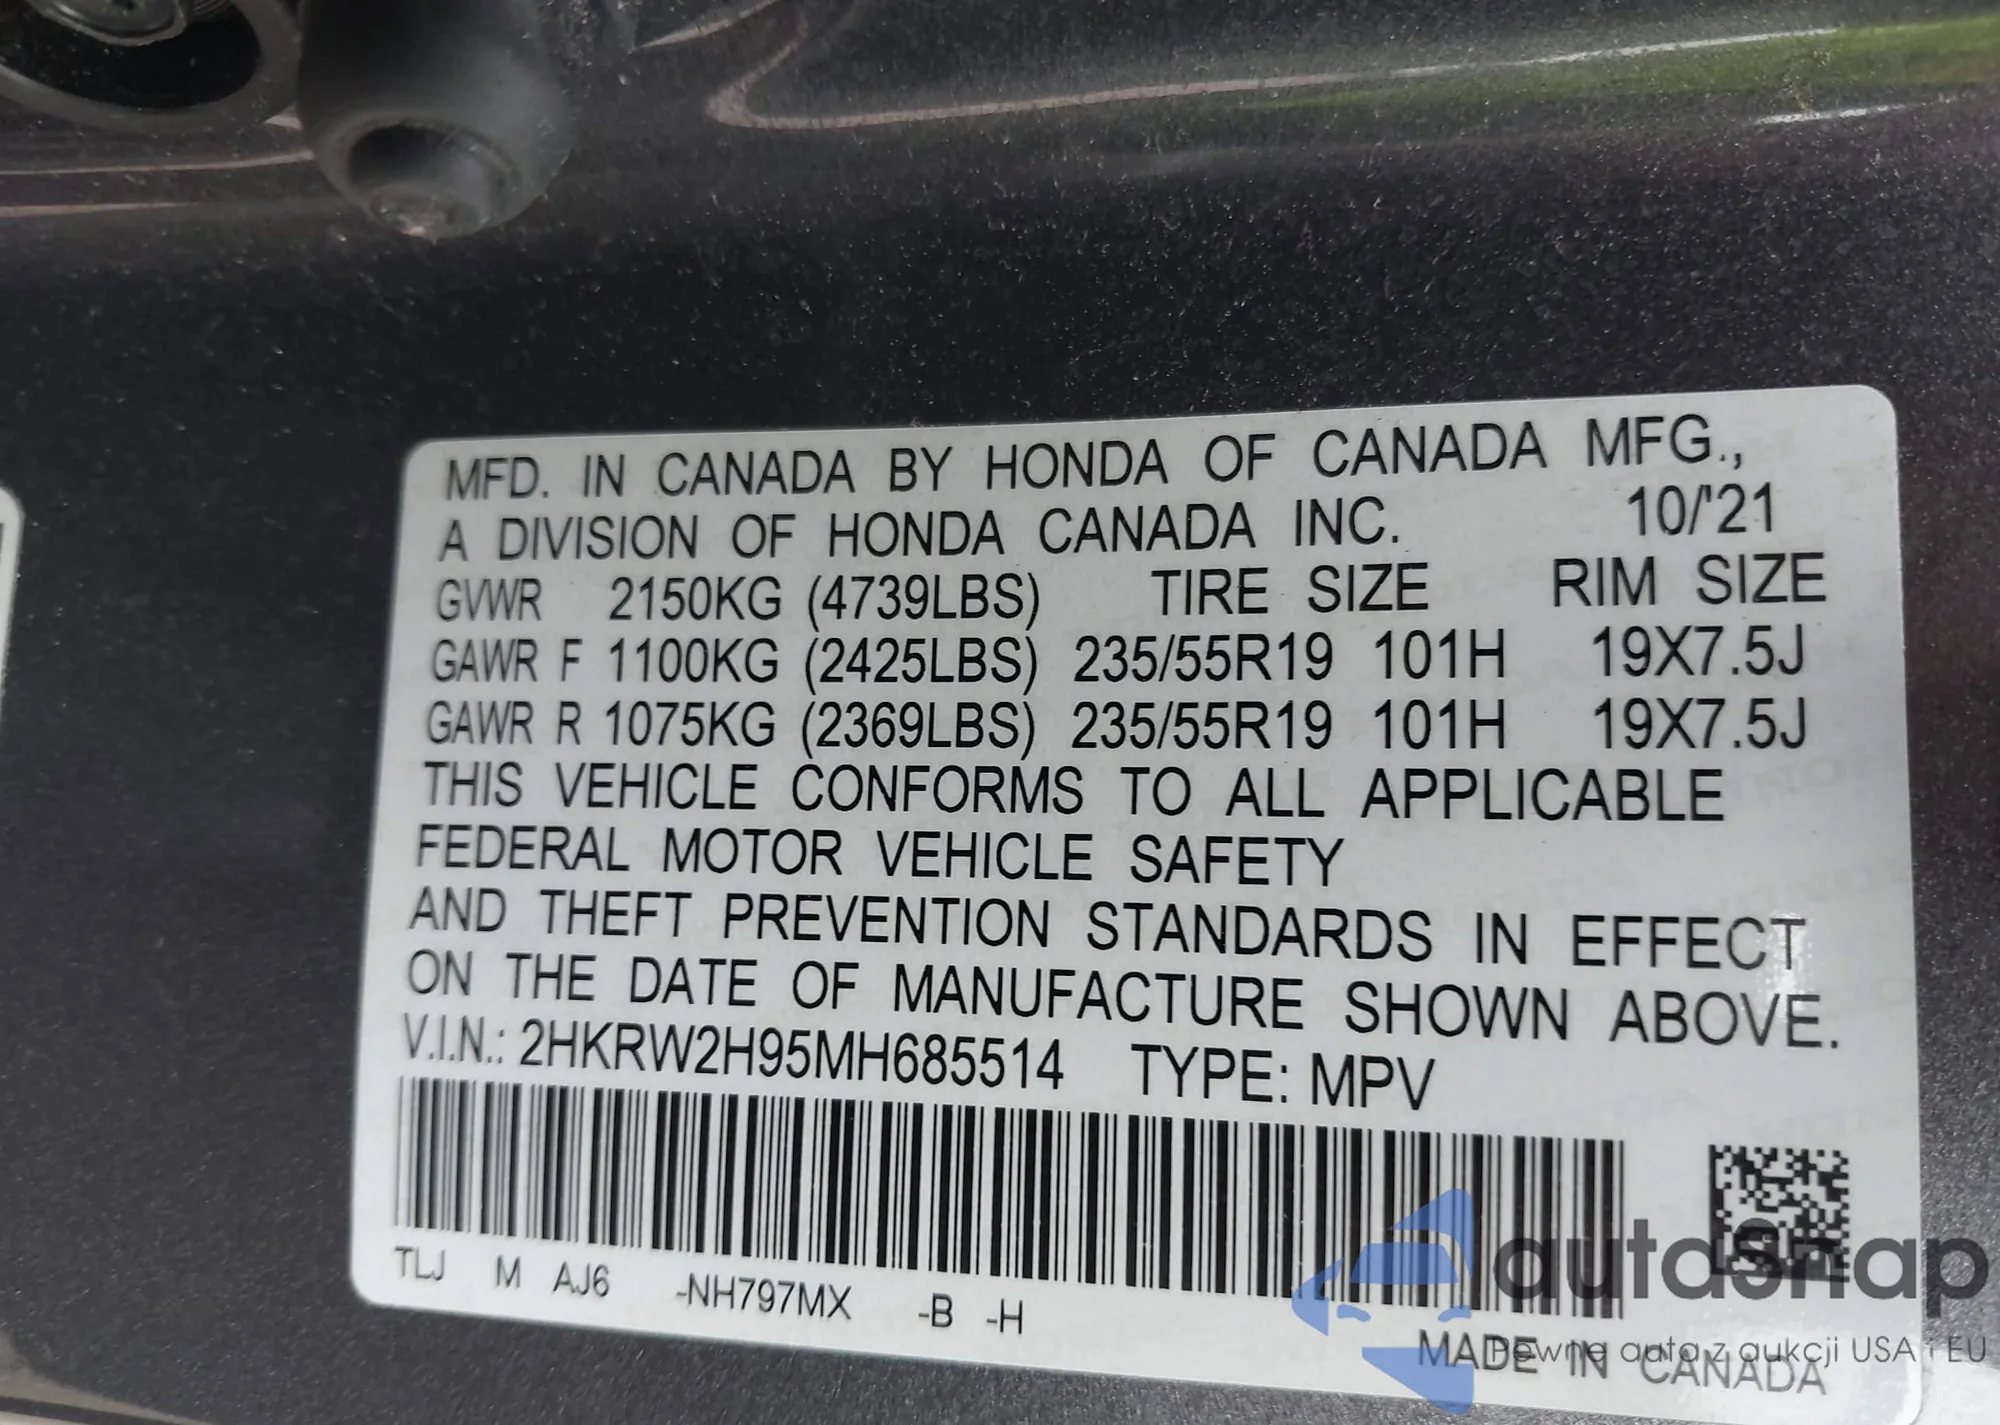 MFD. IN CANADA BY HONDA OF CANADA MFG.,
A DIVISION OF HONDA CANADA INC. 10/'21
GVWR 2150KG (4739LBS) TIRE SIZE RIM SIZE
GAWR F 1100KG (2425LBS) 235/55R19 101H 19X7.5J
GAWR R 1075KG (2369LBS) 235/55R19 101H 19X7.5J
THIS VEHICLE CONFORMS TO ALL APPLICABLE
FEDERAL MOTOR VEHICLE SAFETY
AND THEFT PREVENTION STANDARDS IN EFFECT
ON THE DATE OF MANUFACTURE SHOWN ABOVE.
V.I.N.: 2HKRW2H95MH685514 TYPE: MPV
TLJ M AJ6 -NH797MX -B -H
MADE IN CANADA
autosnap
Pewne auta z aukcji USA i EU